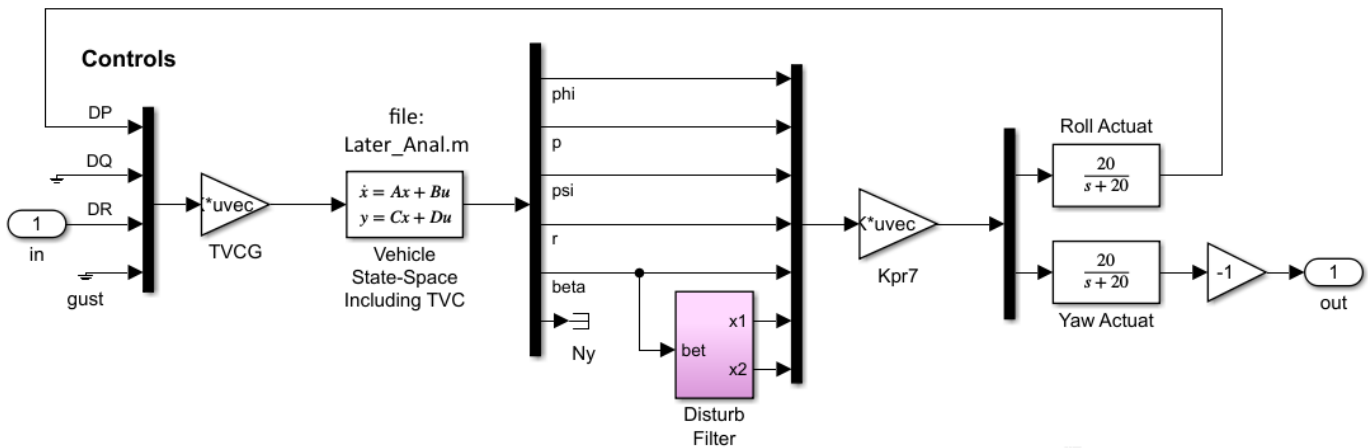 Controls
DP
DQ
DR
gust
1
in
*uvec
TVCG
file:
Later_Anal.m
ẋ = Ax + Bu
y = Cx + Du
Vehicle
State-Space
Including TVC
phi
p
psi
r
beta
Ny
bet
x1
x2
Disturb
Filter
K*uvec
Kpr7
Roll Actuat
20
s + 20
20
s + 20
Yaw Actuat
-1
1
out